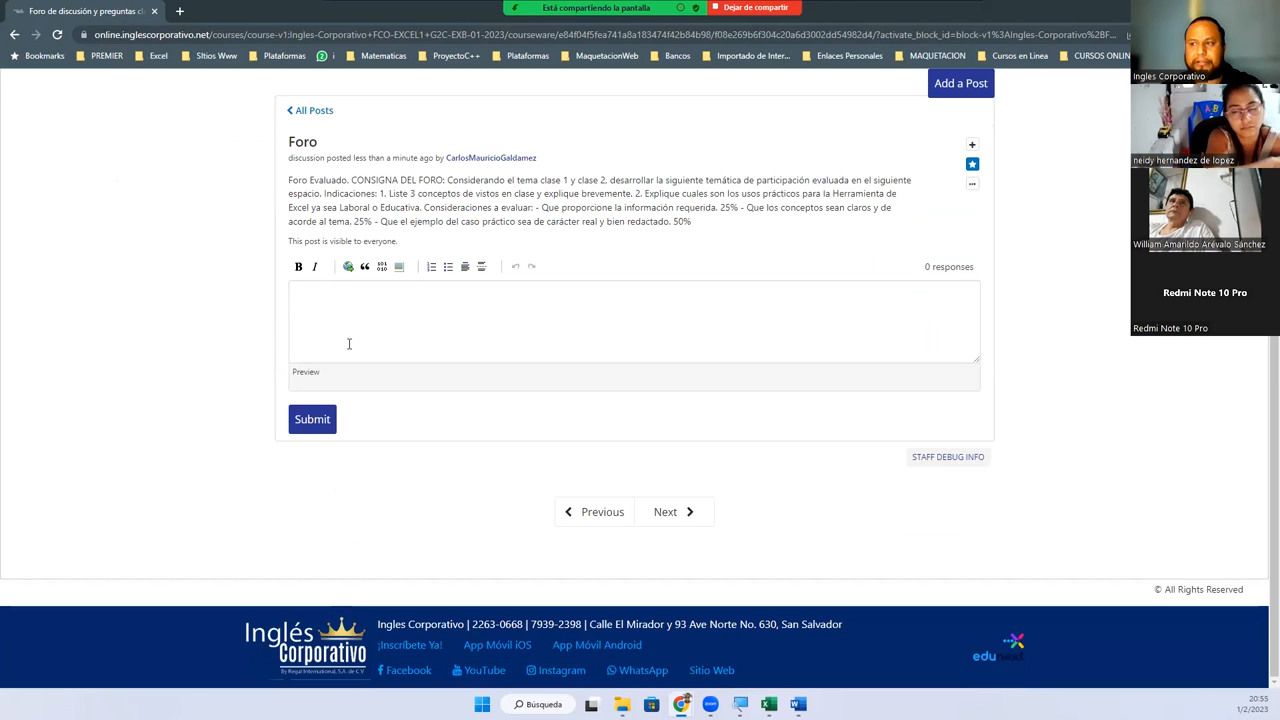 Foro de discusión y preguntas cl
Está compartiendo la pantalla
Dejar de compartir
online.inglescorporativo.net/courses/course-v1:Ingles-Corporativo+FCO-EXCEL1+G2C-EXB-01-2023/courseware/e84f04f5fea741a8a183474f42b84b98/f08e269b6f304c20a6d3002dd54982d4/?activate_block_id=block-v1%3AIngles-Corporativo%2BF...
Bookmarks
PREMIER
Excel
SItios Www
Plataformas
i
Matematicas
ProyectoC++
Plataformas
MaquetacionWeb
Bancos
Importado de Inter...
Enlaces Personales
MAQUETACION
Cursos en Linea
CURSOS ONLIN
Add a Post
All Posts
Foro
discussion posted less than a minute ago by CarlosMauricioGaldamez
Foro Evaluado. CONSIGNA DEL FORO: Considerando el tema clase 1 y clase 2, desarrollar la siguiente temática de participación evaluada en el siguiente
espacio. Indicaciones: 1. Liste 3 conceptos de vistos en clase y explique brevemente. 2. Explique cuales son los usos prácticos para la Herramienta de
Excel ya sea Laboral o Educativa. Consideraciones a evaluar: - Que proporcione la información requerida. 25% - Que los conceptos sean claros y de
acorde al tema. 25% - Que el ejemplo del caso práctico sea de carácter real y bien redactado. 50%
This post is visible to everyone.
B I
0 responses
Preview
Submit
STAFF DEBUG INFO
Previous
Next
© All Rights Reserved
Inglés
Corporativo
By Regal International, S.A. de C.V
Ingles Corporativo | 2263-0668 | 7939-2398 | Calle El Mirador y 93 Ave Norte No. 630, San Salvador
¡Inscríbete Ya!
App Móvil iOS
App Móvil Android
Facebook
YouTube
Instagram
WhatsApp
Sitio Web
Ingles Corporativo
neidy hernandez de lopez
William Amarildo Arévalo Sánchez
Redmi Note 10 Pro
Redmi Note 10 Pro
Búsqueda
20:55
1/2/2023